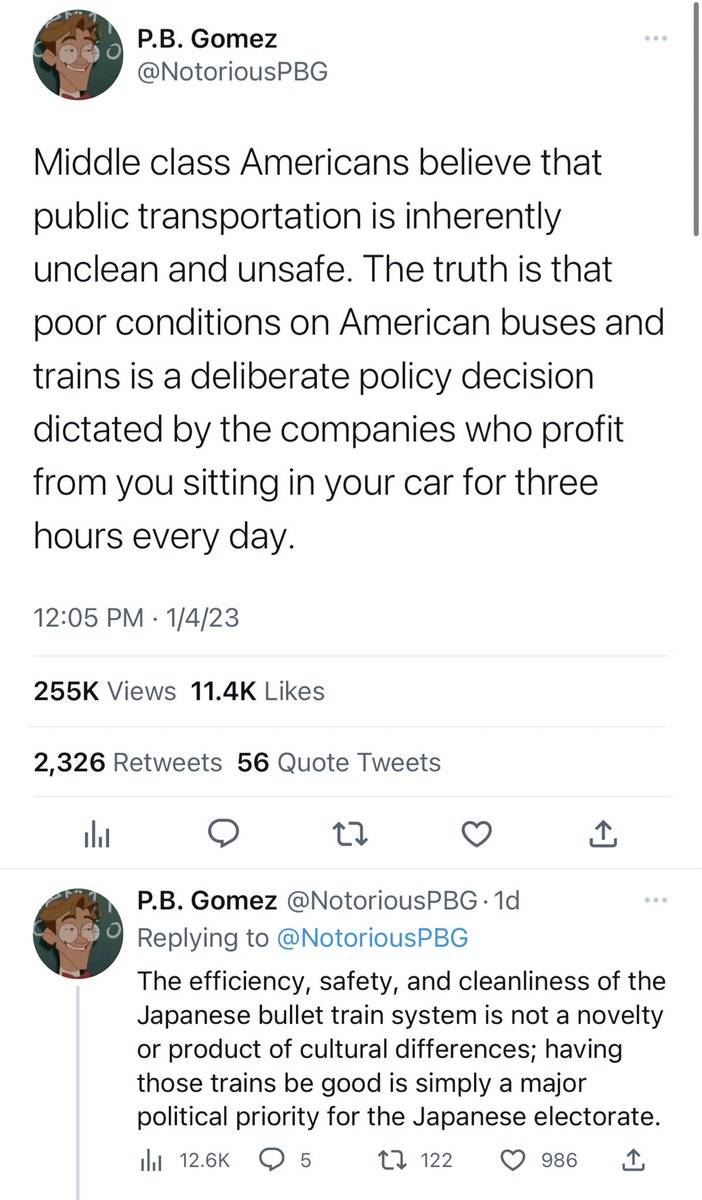 P.B. Gomez
@NotoriousPBG
Middle class Americans believe that
public transportation is inherently
unclean and unsafe. The truth is that
poor conditions on American buses and
trains is a deliberate policy decision
dictated by the companies who profit
from you sitting in your car for three
hours every day.
12:05 PM · 1/4/23
255K Views 11.4K Likes
2,326 Retweets 56 Quote Tweets
P.B. Gomez @NotoriousPBG · 1d
Replying to @NotoriousPBG
The efficiency, safety, and cleanliness of the
Japanese bullet train system is not a novelty
or product of cultural differences; having
those trains be good is simply a major
political priority for the Japanese electorate.
12.6K 5 122 986